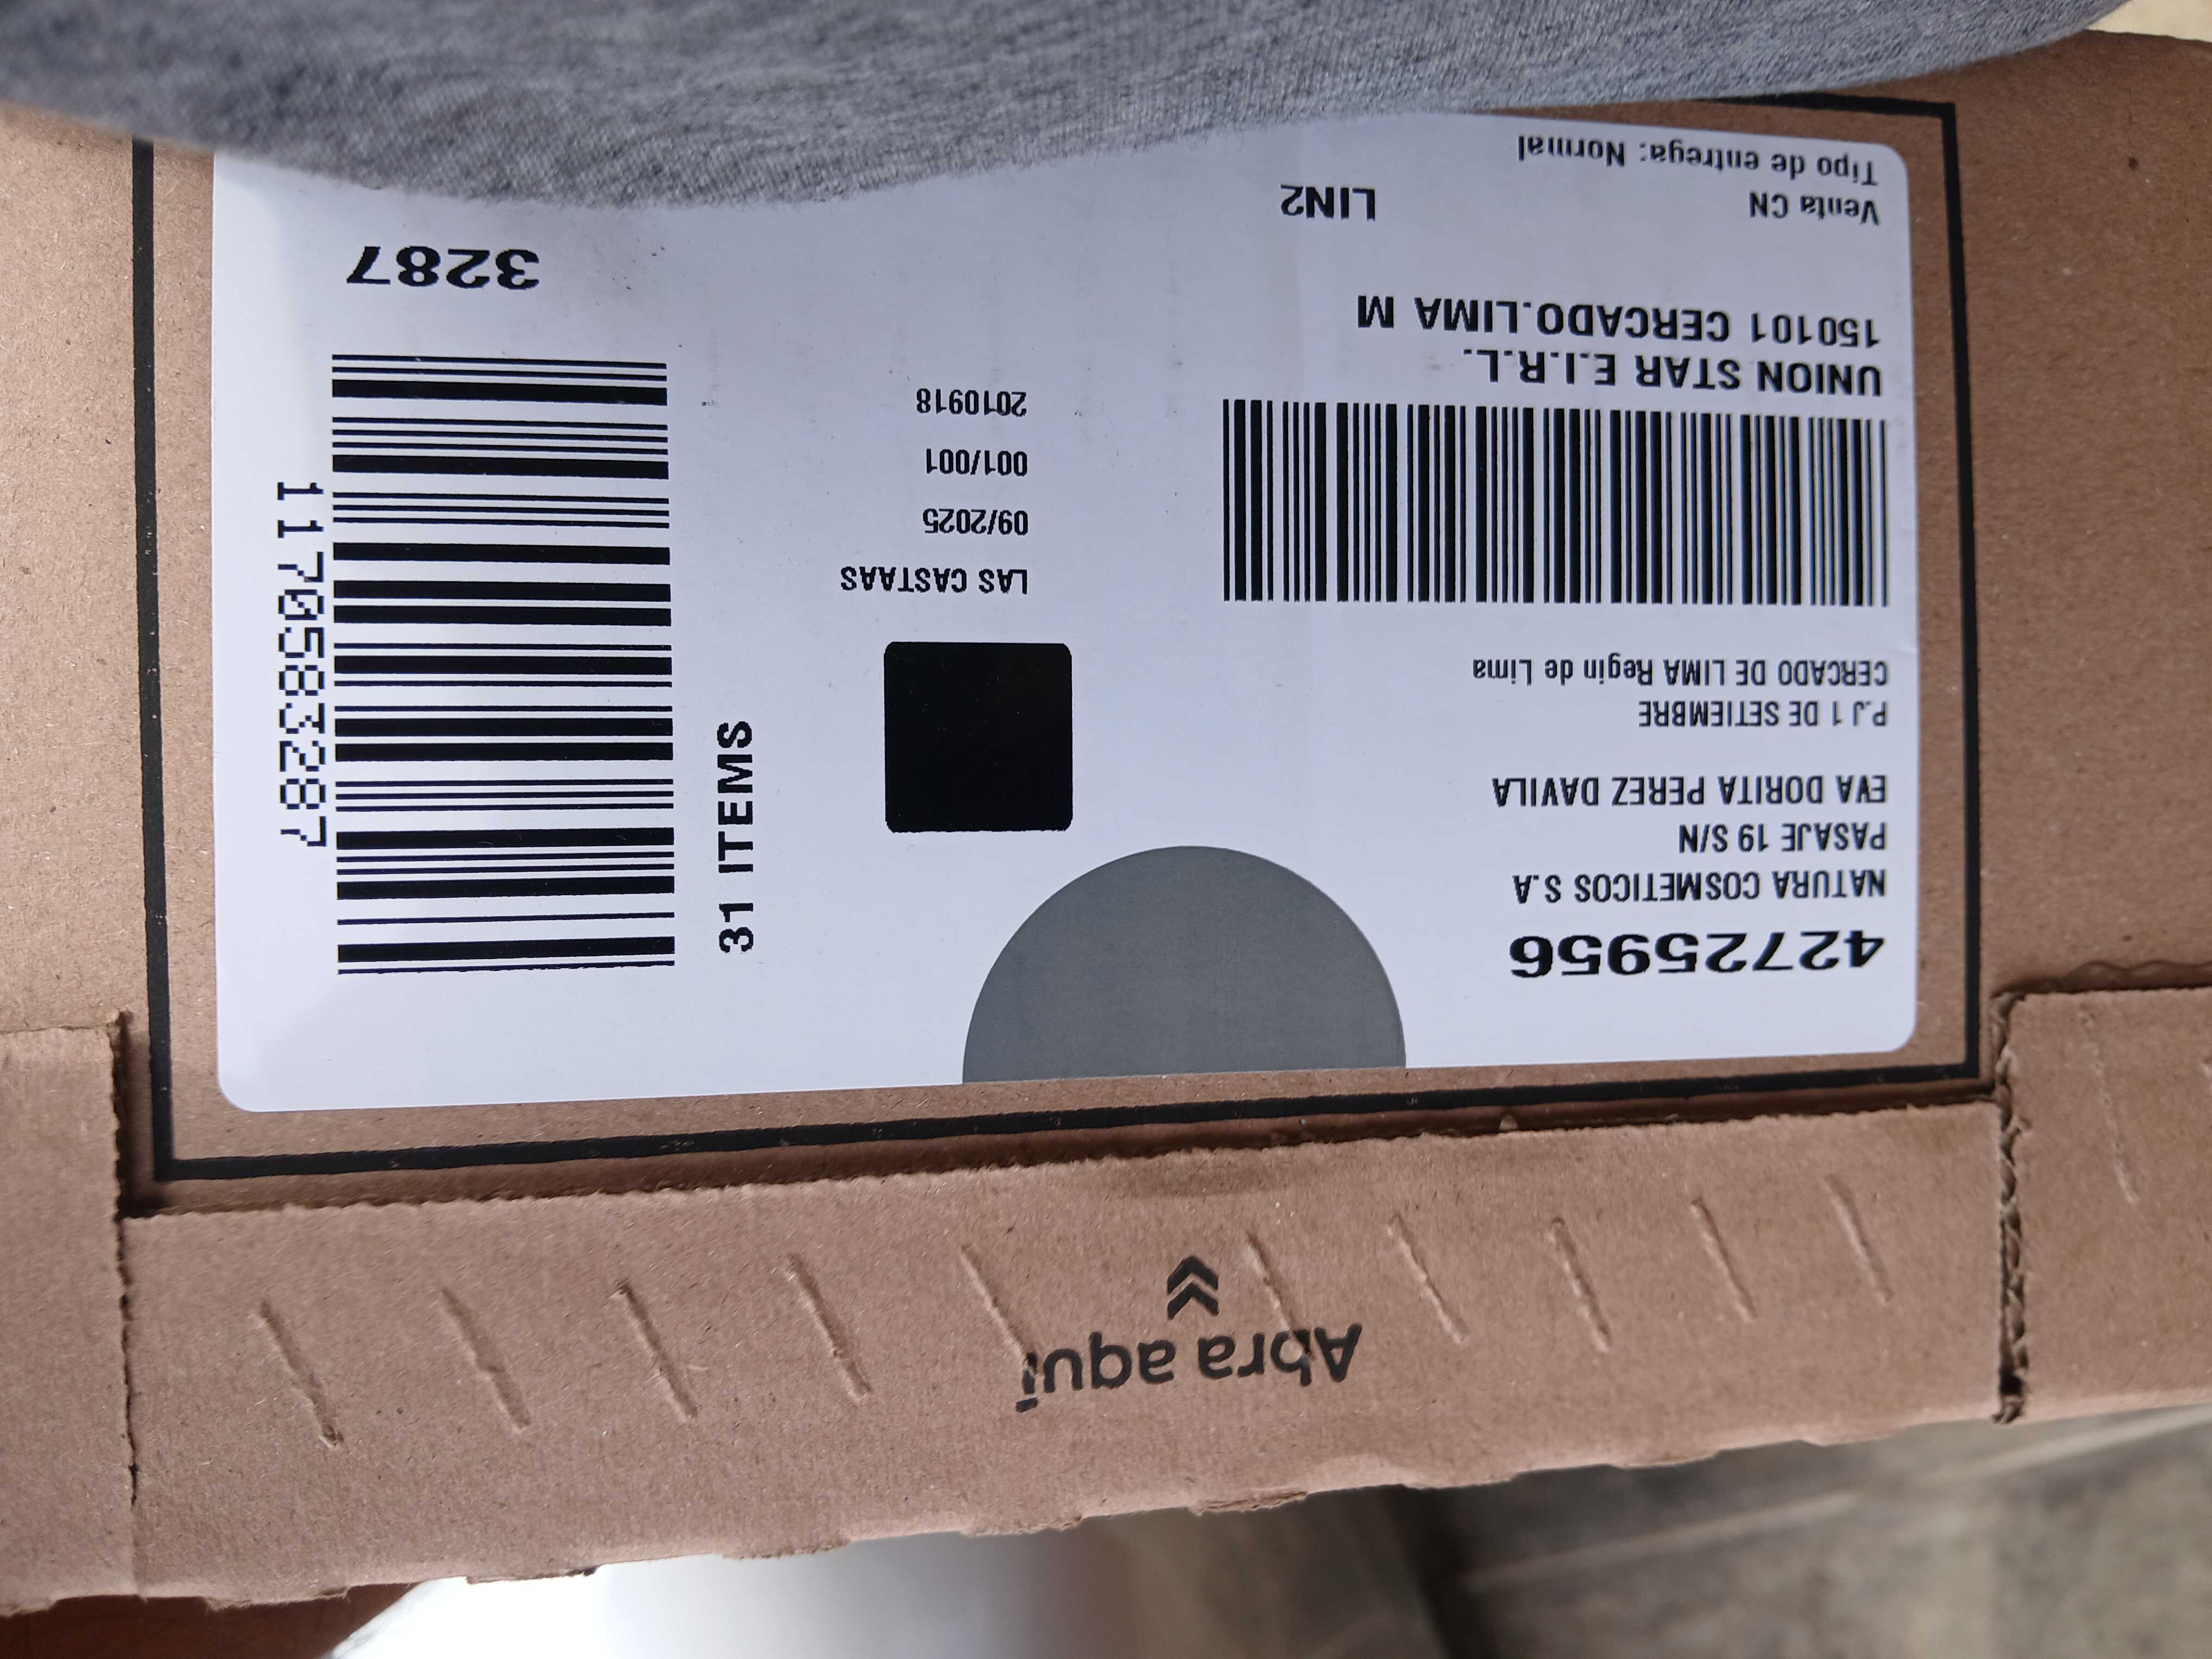 42725956
NATURA COSMETICOS S.A
PASAJE 19 S/N
EVA DORITA PEREZ DAVILA
P.J 1 DE SETIEMBRE
CERCADO DE LIMA Regin de Lima
UNION STAR E.I.R.L.
150101 CERCADO.LIMA M
Venta CN
LIN2
Tipo de entrega: Normal
LAS CASTAAS
09/2025
001/001
2010918
31 ITEMS
1170583287
3287
Abra aquí